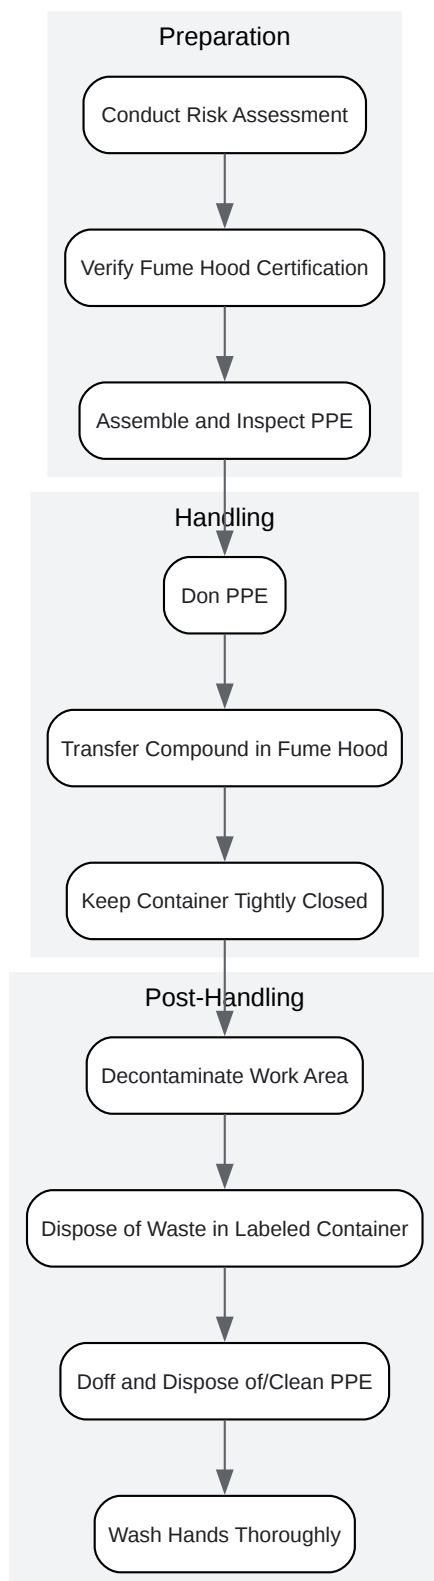 Preparation
Conduct Risk Assessment
Verify Fume Hood Certification
Assemble and Inspect PPE
Handling
Don PPE
Transfer Compound in Fume Hood
Keep Container Tightly Closed
Post-Handling
Decontaminate Work Area
Dispose of Waste in Labeled Container
Doff and Dispose of/Clean PPE
Wash Hands Thoroughly